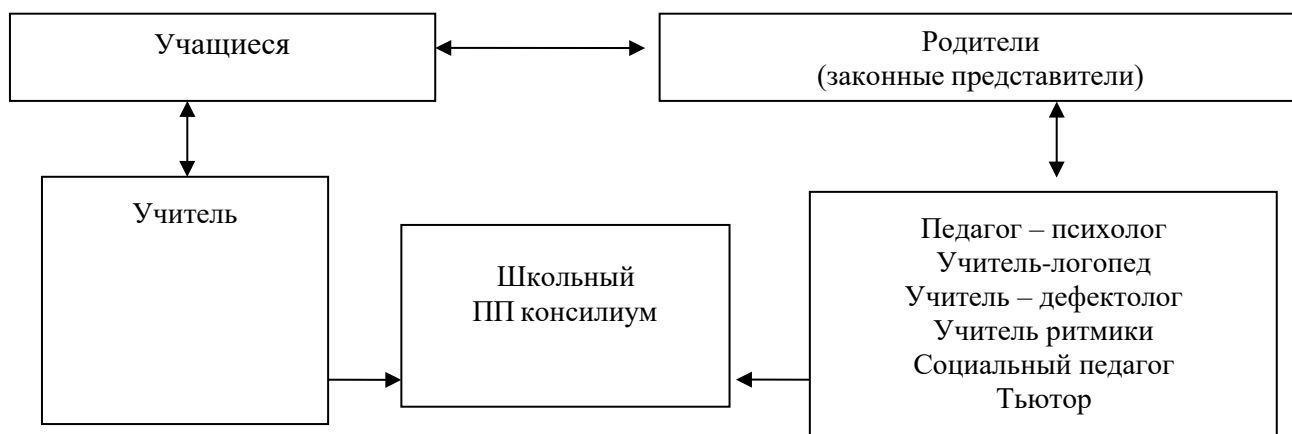 Учащиеся
Родители
(законные представители)
Учитель
Школьный
ПП консилиум
Педагог – психолог
Учитель-логопед
Учитель – дефектолог
Учитель ритмики
Социальный педагог
Тьютор